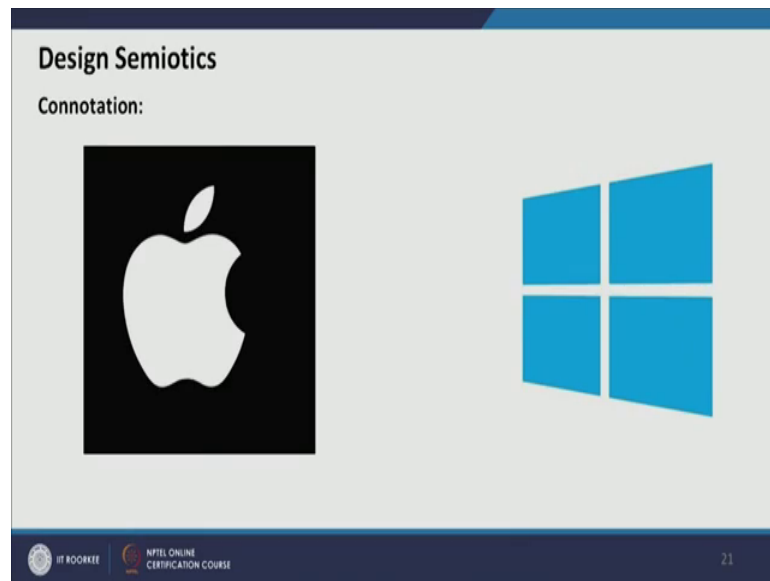 Design Semiotics
Connotation:
IIT ROORKEE
NPTEL ONLINE
CERTIFICATION COURSE
21